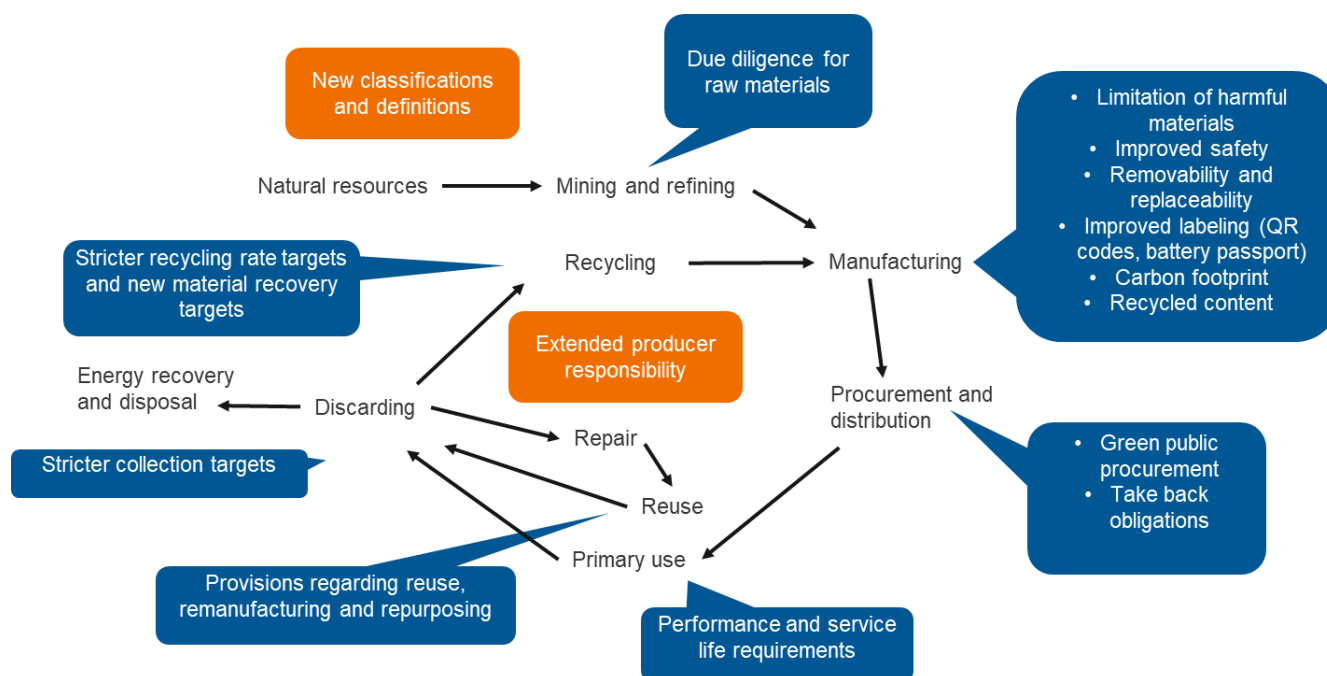 New classifications
and definitions
Due diligence for
raw materials
• Limitation of harmful
materials
• Improved safety
• Removability and
replaceability
• Improved labeling (QR
codes, battery passport)
• Carbon footprint
• Recycled content
Natural resources
Mining and refining
Stricter recycling rate targets
and new material recovery
targets
Recycling
Manufacturing
Extended producer
responsibility
Energy recovery
and disposal
Discarding
Procurement and
distribution
Repair
Stricter collection targets
• Green public
procurement
• Take back
obligations
Reuse
Primary use
Provisions regarding reuse,
remanufacturing and repurposing
Performance and service
life requirements